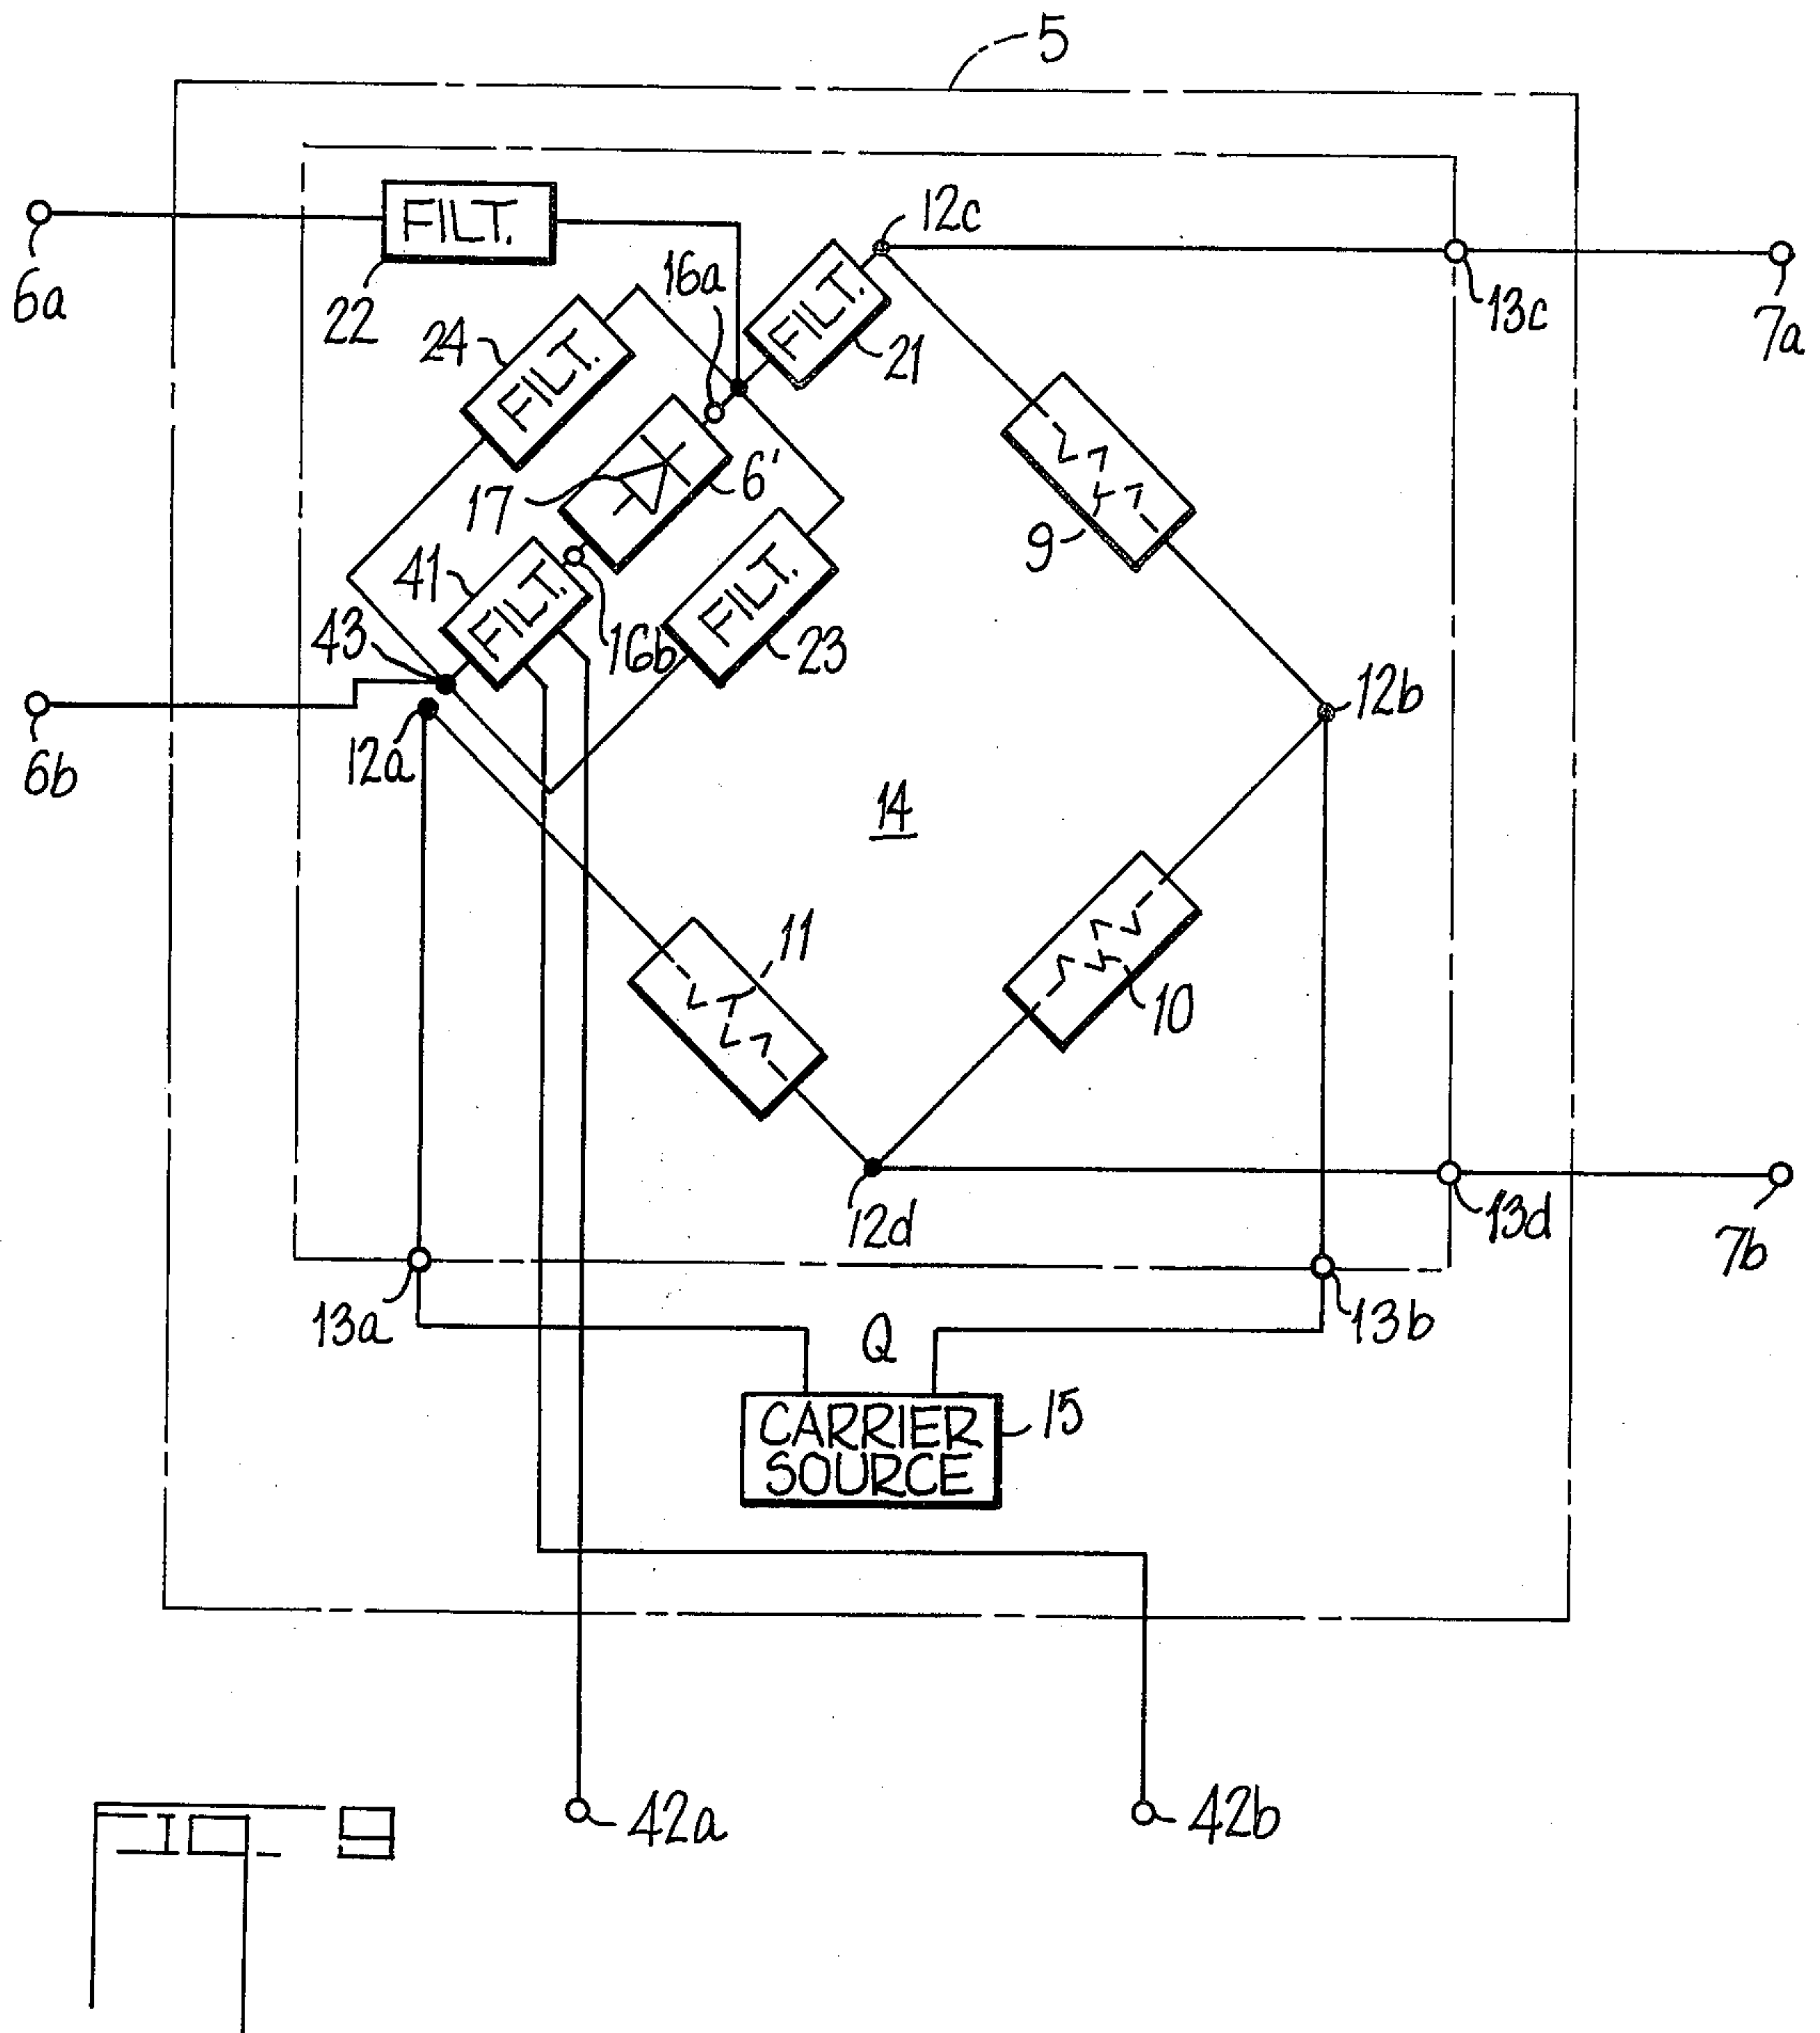 5
12c
FILT.
16a
6a
22
FILT.
13c
7a
24
FILT.
21
17
6'
9
41
FILT.
FILT.
43
16b
23
12b
6b
12a
14
11
10
12d
13d
7b
13a
Q
13b
CARRIER
SOURCE
15
42a
42b
FIG. 9